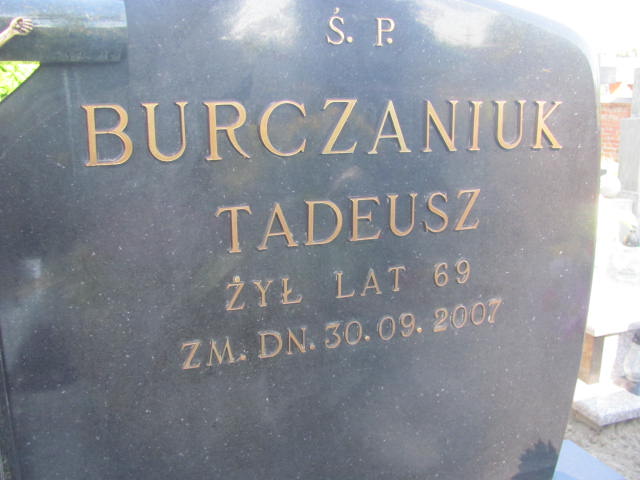 Ś. P.
BURCZANIUK
TADEUSZ
ŻYŁ LAT 69
ZM. DN. 30. 09. 2007